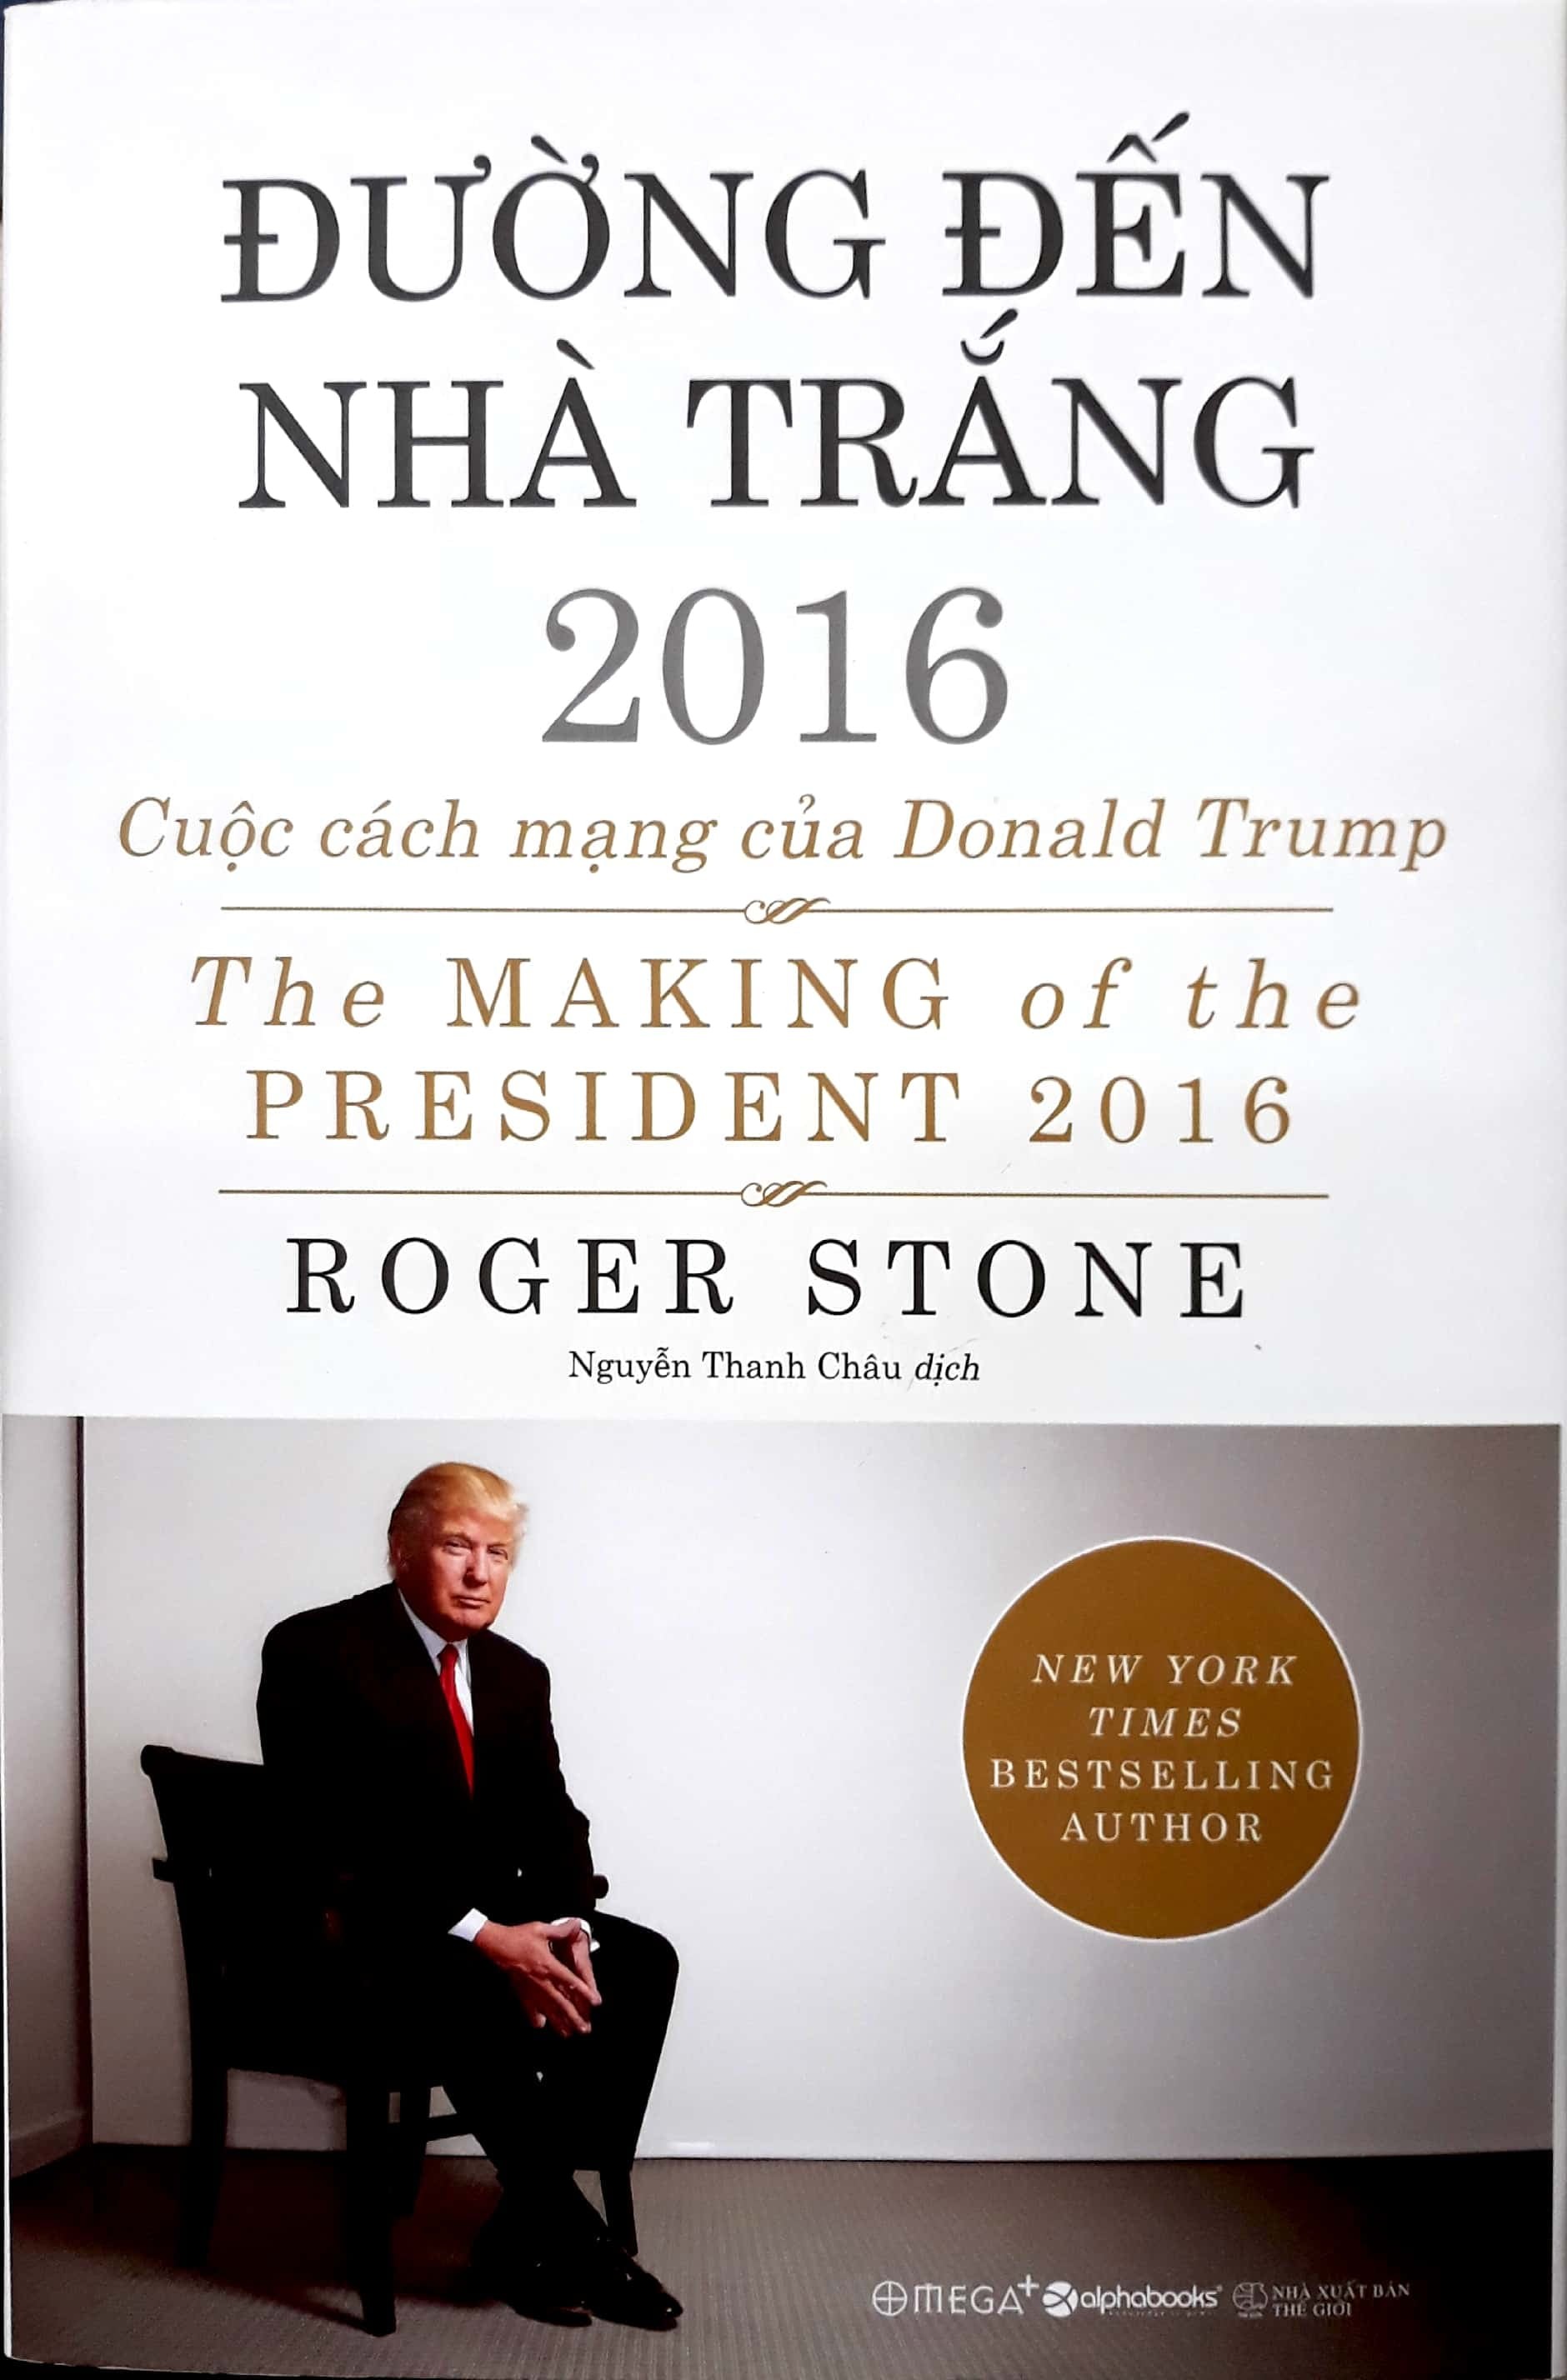 ĐƯỜNG ĐẾN
NHÀ TRẮNG
2016
Cuộc cách mạng của Donald Trump
The MAKING of the
PRESIDENT 2016
ROGER STONE
Nguyễn Thanh Châu dịch
NEW YORK
TIMES
BESTSELLING
AUTHOR
OMEGA+
alphabooks
NHÀ XUẤT BẢN
THẾ GIỚI